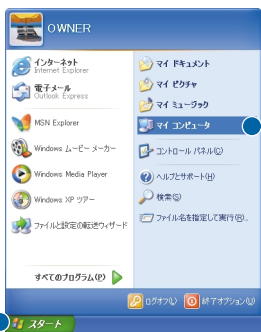 OWNER
インターネット
Internet Explorer
電子メール
Outlook Express
MSN Explorer
Windows ムービー メーカー
Windows Media Player
Windows XP ツアー
ファイルと設定の転送ウィザード
すべてのプログラム(P)
マイ ドキュメント
マイ ピクチャ
マイ ミュージック
マイ コンピュータ
コントロール パネル(C)
ヘルプとサポート(H)
検索(S)
ファイル名を指定して実行(R)...
ログオフ(L)
終了オプション(U)
スタート